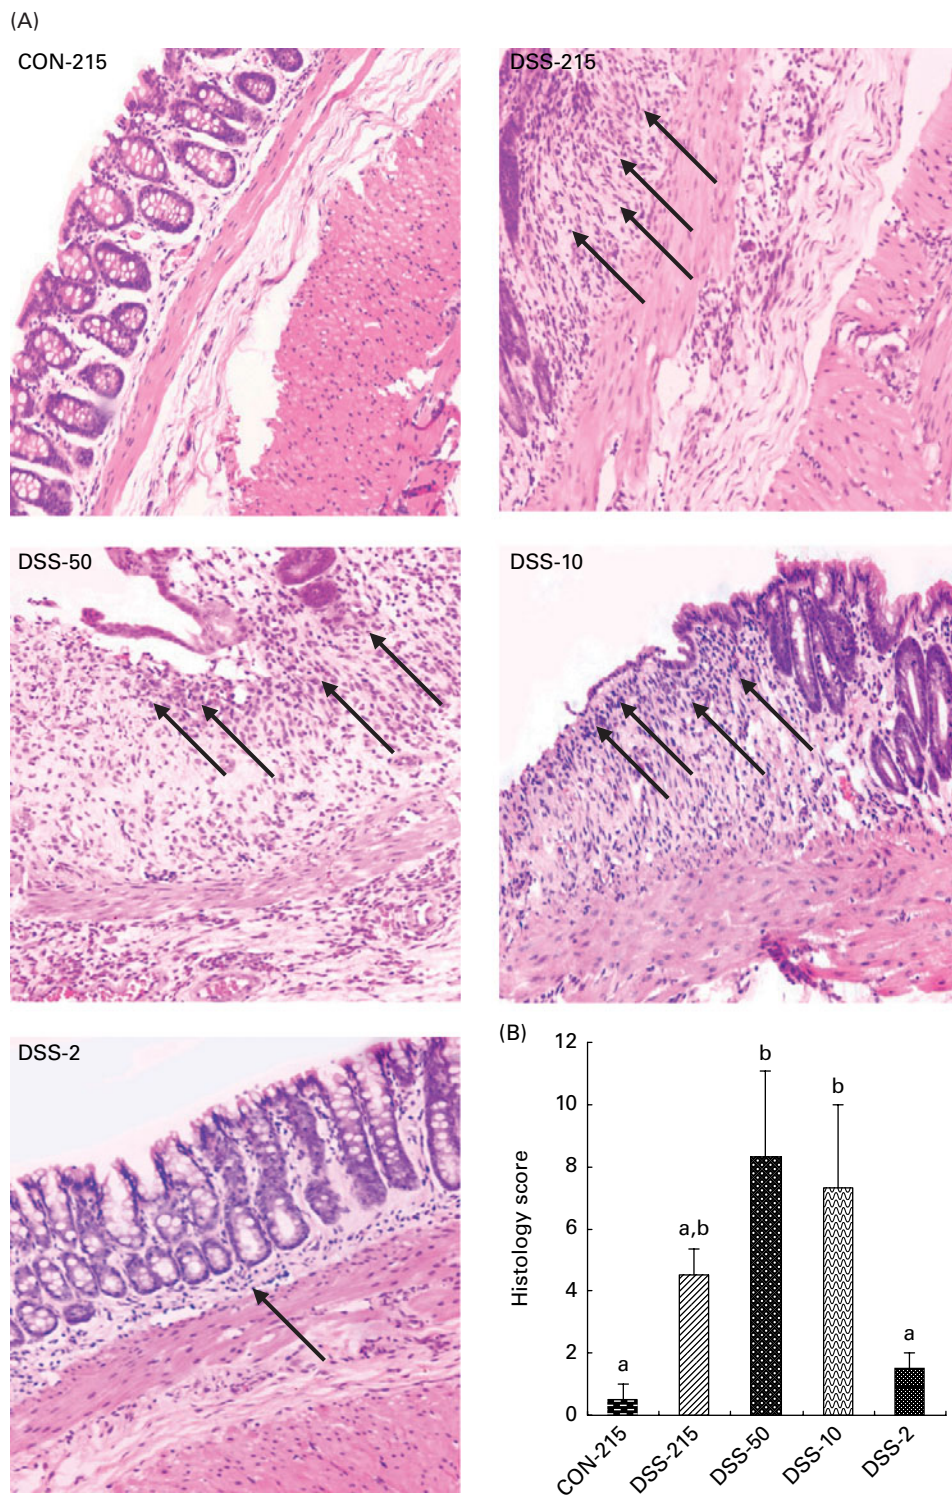 (A)
CON-215
DSS-215
DSS-50
DSS-10
DSS-2
(B)
12
10
8
6
4
2
0
Histology score
a
a,b
b
b
a
CON-215
DSS-215
DSS-50
DSS-10
DSS-2